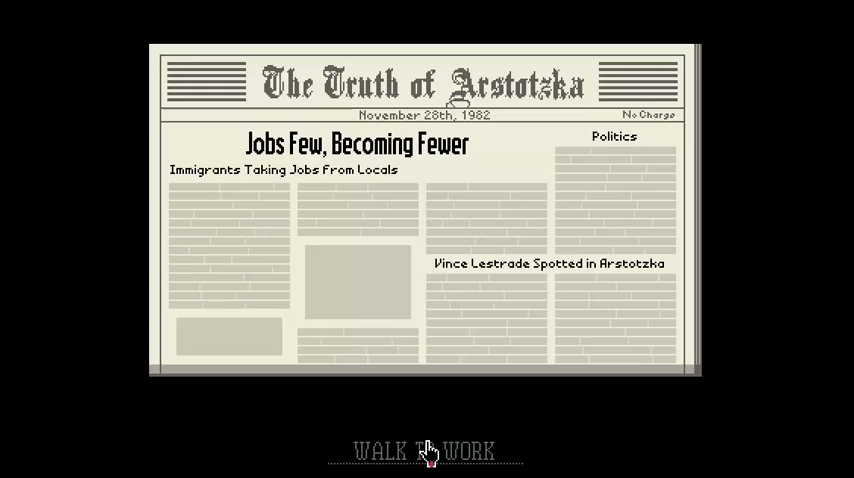 The Truth of Arstotzka
November 28th, 1982
No Charge
Jobs Few, Becoming Fewer
Immigrants Taking Jobs From Locals
Politics
Vince Lestrade Spotted in Arstotzka
WALK TO WORK